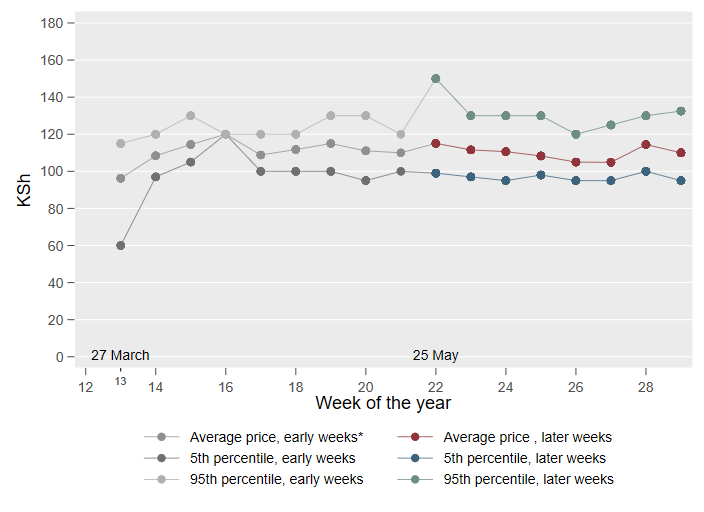 180
160
140
120
100
80
60
40
20
0
KSh
27 March
25 May
12
13
14
16
18
20
22
24
26
28
Week of the year
Average price, early weeks*
Average price , later weeks
5th percentile, early weeks
5th percentile, later weeks
95th percentile, early weeks
95th percentile, later weeks